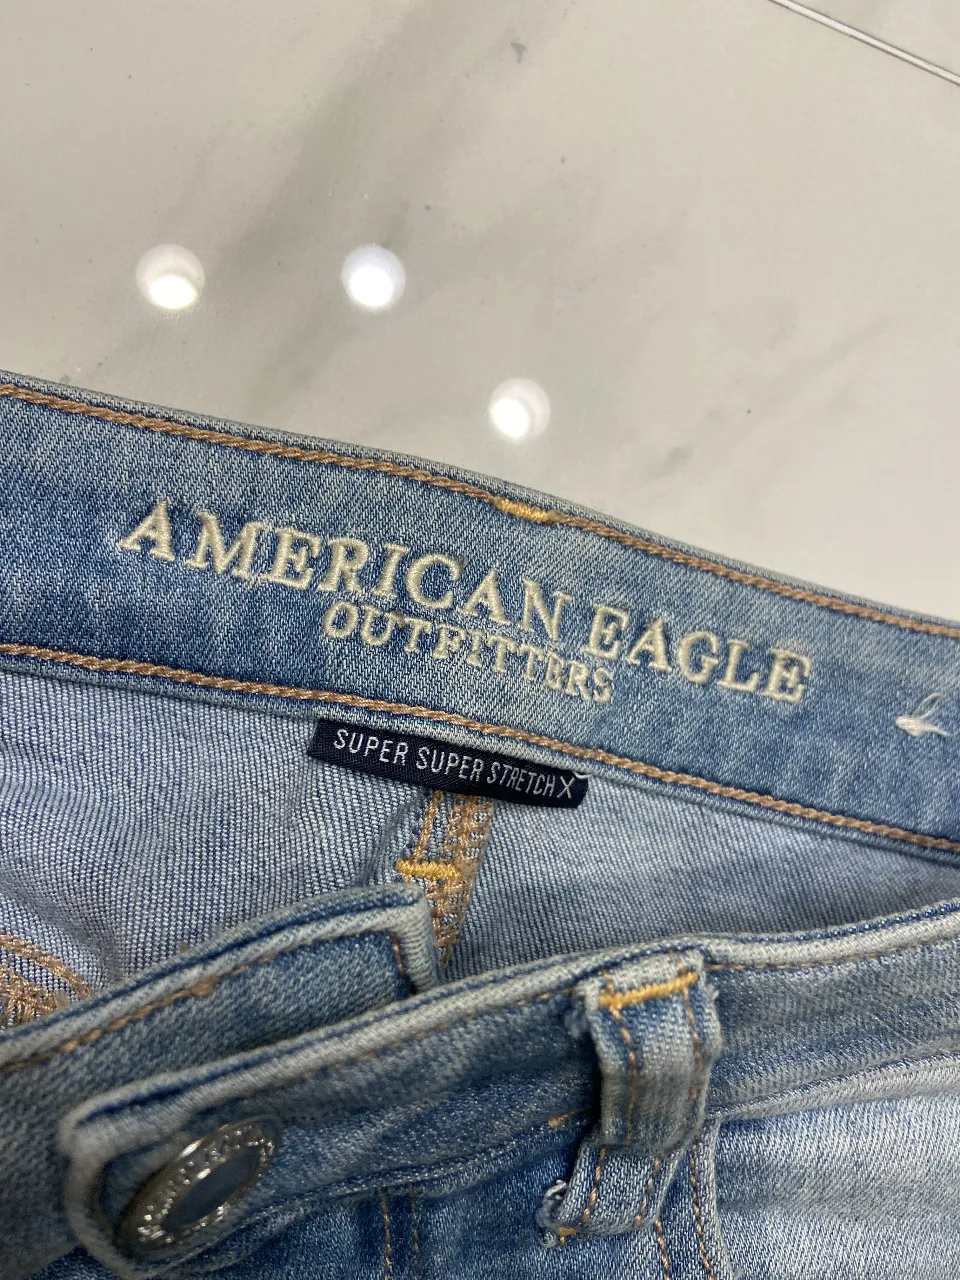 AMERICAN EAGLE
OUTFITTERS
SUPER SUPER STRETCH X